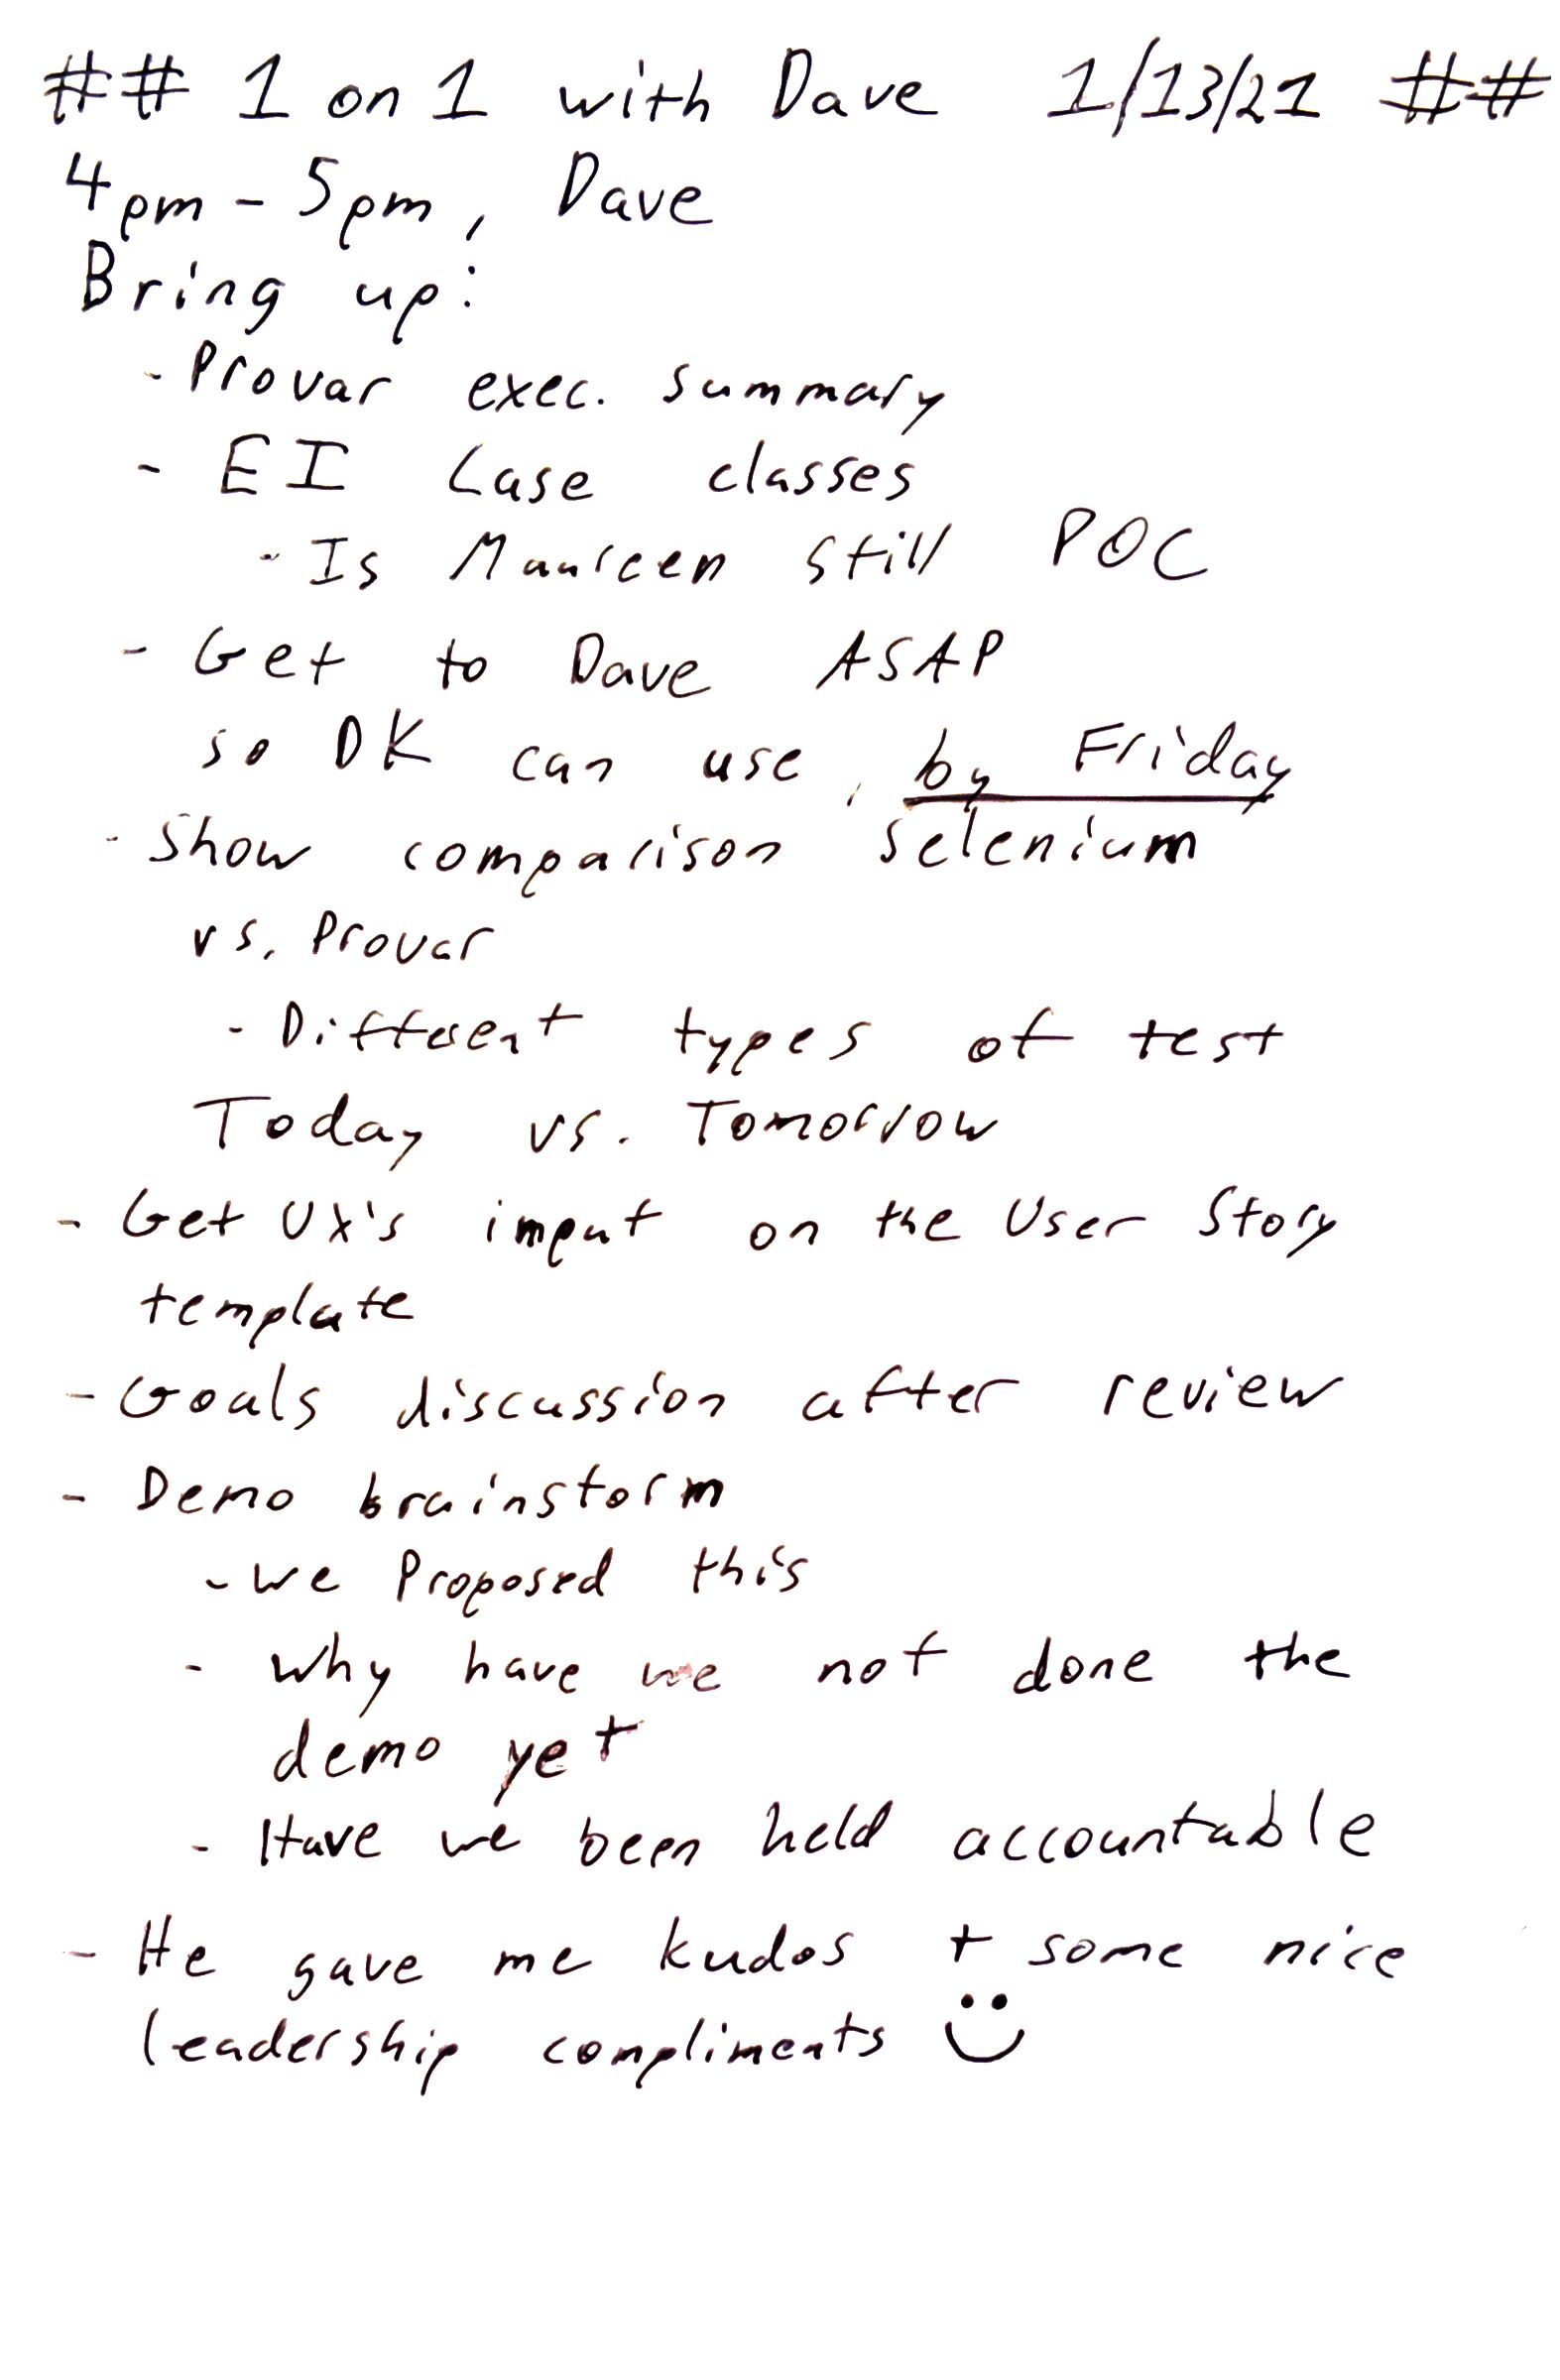 ## 1 on 1 with Dave 1/13/21 ##
4pm - 5pm, Dave
Bring up:
- Provar exec. summary
- EI Case classes
- Is Maureen still POC
- Get to Dave ASAP
so DK can use, by Friday
- Show comparison Selenium
vs. Provar
- Different types of test
Today vs. Tomorrow
- Get UX's input on the User Story
template
- Goals discussion after review
- Demo brainstorm
- we Proposed this
- Why have we not done the
demo yet
- Have we been held accountable
- He gave me kudos + some nice
leadership compliments :)